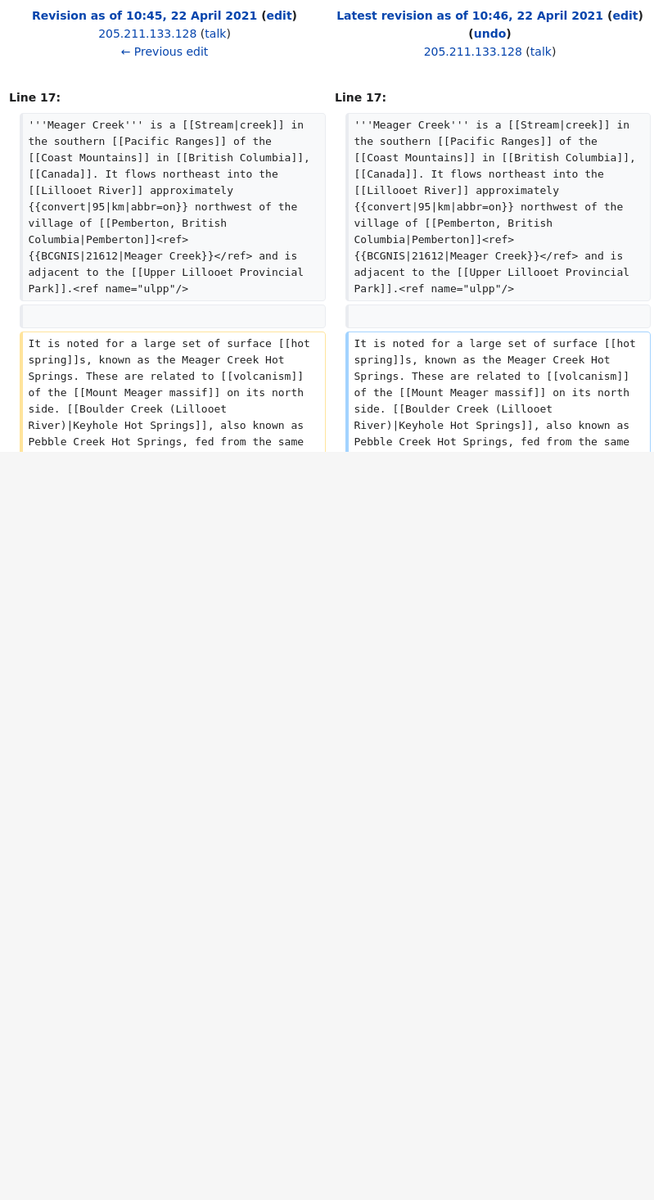 Revision as of 10:45, 22 April 2021 (edit)
205.211.133.128 (talk)
← Previous edit
Latest revision as of 10:46, 22 April 2021 (edit)
(undo)
205.211.133.128 (talk)
Line 17:
'''Meager Creek''' is a [[Stream|creek]] in
the southern [[Pacific Ranges]] of the
[[Coast Mountains]] in [[British Columbia]],
[[Canada]]. It flows northeast into the
[[Lillooet River]] approximately
{{convert|95|km|abbr=on}} northwest of the
village of [[Pemberton, British
Columbia|Pemberton]]<ref>
{{BCGNIS|21612|Meager Creek}}</ref> and is
adjacent to the [[Upper Lillooet Provincial
Park]].<ref name="ulpp"/>
It is noted for a large set of surface [[hot
spring]]s, known as the Meager Creek Hot
Springs. These are related to [[volcanism]]
of the [[Mount Meager massif]] on its north
side. [[Boulder Creek (Lillooet
River)|Keyhole Hot Springs]], also known as
Pebble Creek Hot Springs, fed from the same
Line 17:
'''Meager Creek''' is a [[Stream|creek]] in
the southern [[Pacific Ranges]] of the
[[Coast Mountains]] in [[British Columbia]],
[[Canada]]. It flows northeast into the
[[Lillooet River]] approximately
{{convert|95|km|abbr=on}} northwest of the
village of [[Pemberton, British
Columbia|Pemberton]]<ref>
{{BCGNIS|21612|Meager Creek}}</ref> and is
adjacent to the [[Upper Lillooet Provincial
Park]].<ref name="ulpp"/>
It is noted for a large set of surface [[hot
spring]]s, known as the Meager Creek Hot
Springs. These are related to [[volcanism]]
of the [[Mount Meager massif]] on its north
side. [[Boulder Creek (Lillooet
River)|Keyhole Hot Springs]], also known as
Pebble Creek Hot Springs, fed from the same